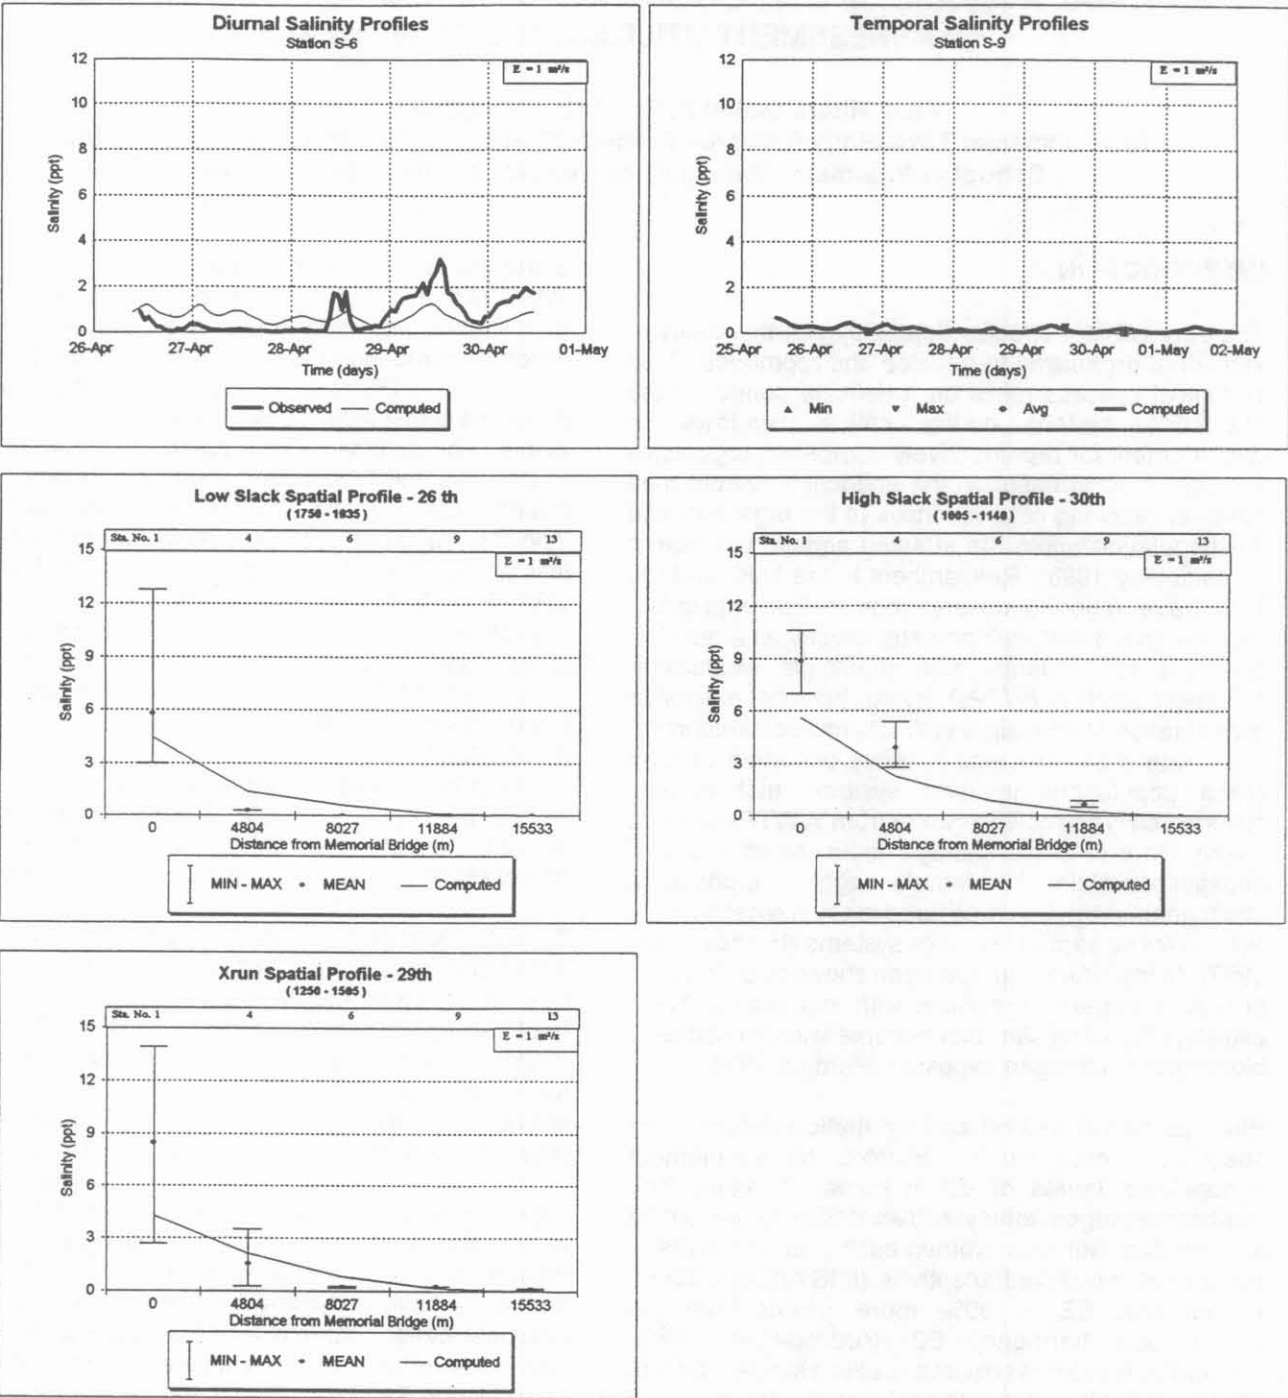 Diurnal Salinity Profiles
Station S-6
E = 1 m²/s
12
10
8
6
4
2
0
Salinity (ppt)
26-Apr 27-Apr 28-Apr 29-Apr 30-Apr 01-May
Time (days)
Observed Computed
Temporal Salinity Profiles
Station S-9
E = 1 m²/s
12
10
8
6
4
2
0
Salinity (ppt)
25-Apr 26-Apr 27-Apr 28-Apr 29-Apr 30-Apr 01-May 02-May
Time (days)
Min Max Avg Computed
Low Slack Spatial Profile - 26 th
(1750 - 1935)
Sta. No. 1 4 6 9 13
E = 1 m²/s
15
12
9
6
3
0
Salinity (ppt)
0 4804 8027 11884 15533
Distance from Memorial Bridge (m)
MIN - MAX MEAN Computed
High Slack Spatial Profile - 30th
(1005 - 1140)
Sta. No. 1 4 6 9 13
E = 1 m²/s
15
12
9
6
3
0
Salinity (ppt)
0 4804 8027 11884 15533
Distance from Memorial Bridge (m)
MIN - MAX MEAN Computed
Xrun Spatial Profile - 29th
(1250 - 1505)
Sta. No. 1 4 6 9 13
E = 1 m²/s
15
12
9
6
3
0
Salinity (ppt)
0 4804 8027 11884 15533
Distance from Memorial Bridge (m)
MIN - MAX MEAN Computed